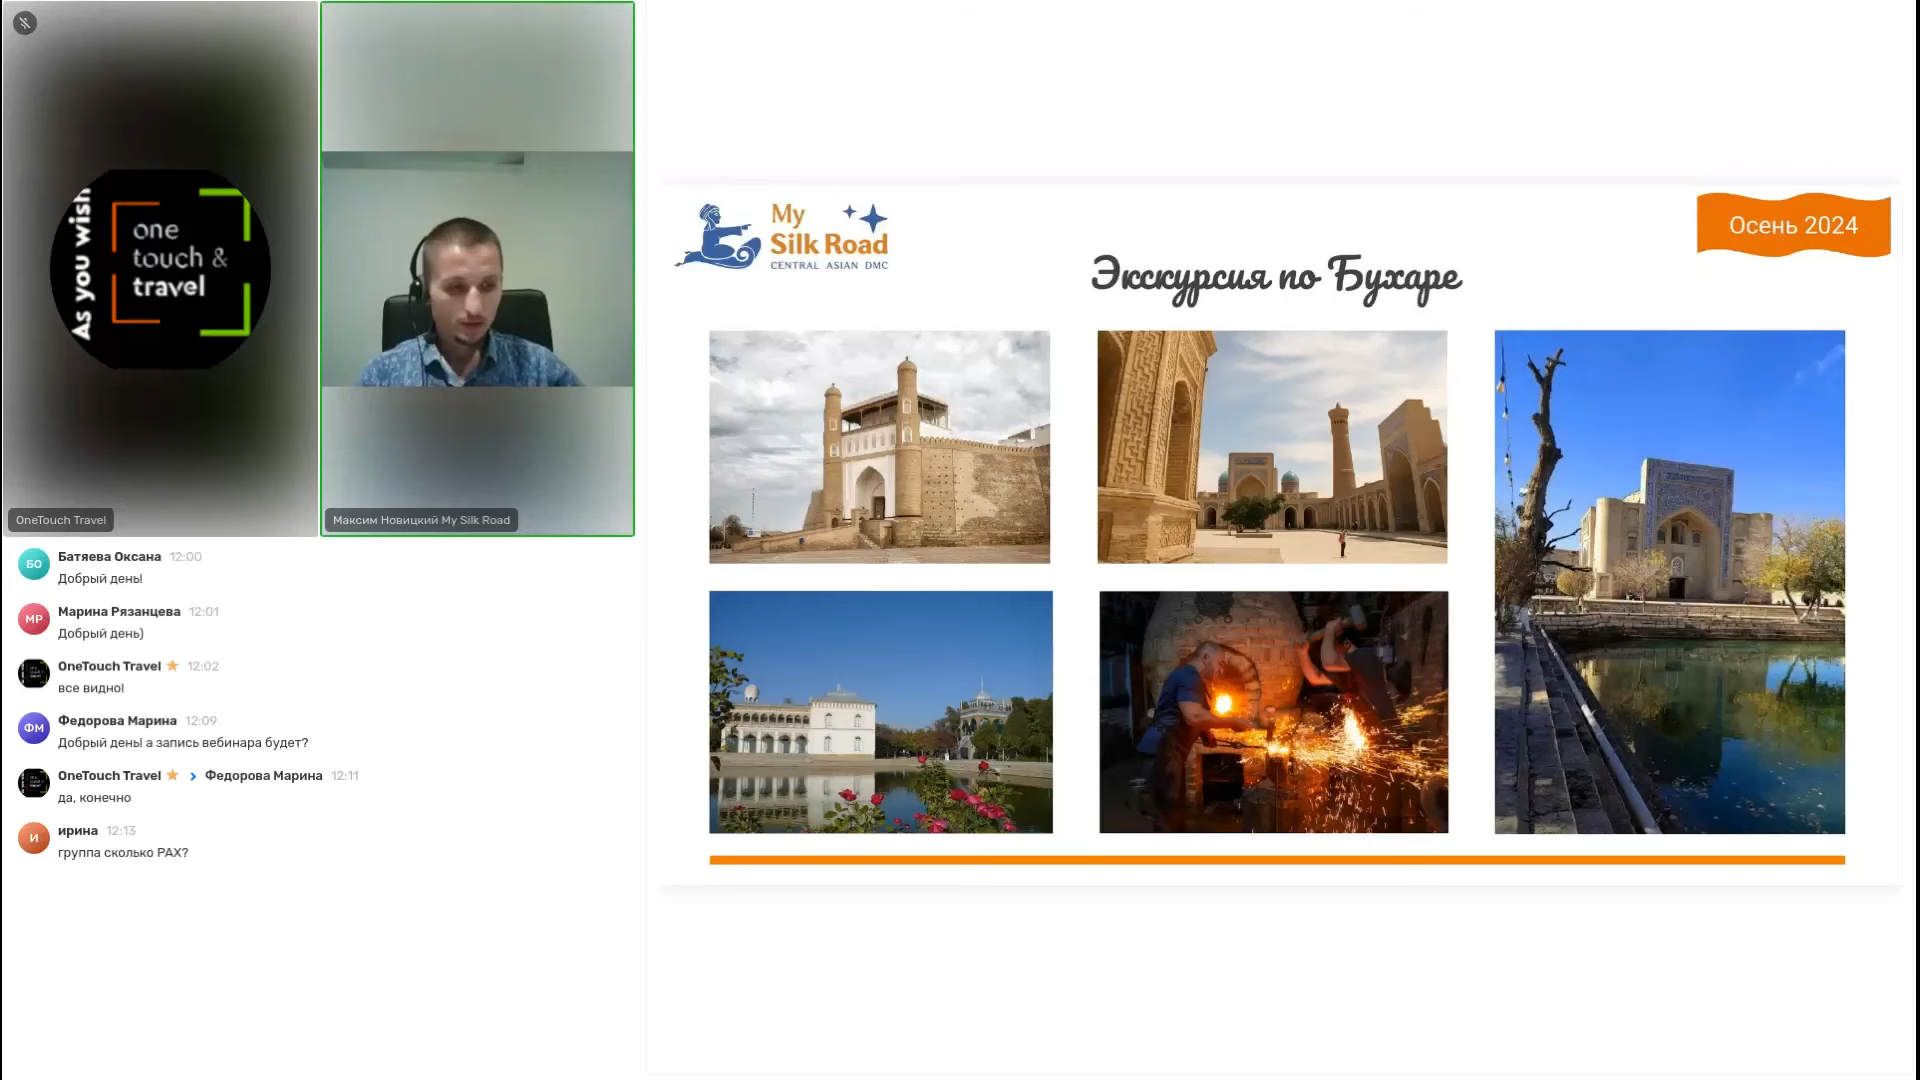 As you wish
one
touch &
travel
OneTouch Travel
Максим Новицкий My Silk Road
БО
Батяева Оксана 12:00
Добрый день!
МР
Марина Рязанцева 12:01
Добрый день)
OneTouch Travel 12:02
все видно!
ФМ
Федорова Марина 12:09
Добрый день! а запись вебинара будет?
OneTouch Travel > Федорова Марина 12:11
да, конечно
И
ирина 12:13
группа сколько РАХ?
My
Silk Road
CENTRAL ASIAN DMC
Осень 2024
Экскурсия по Бухаре